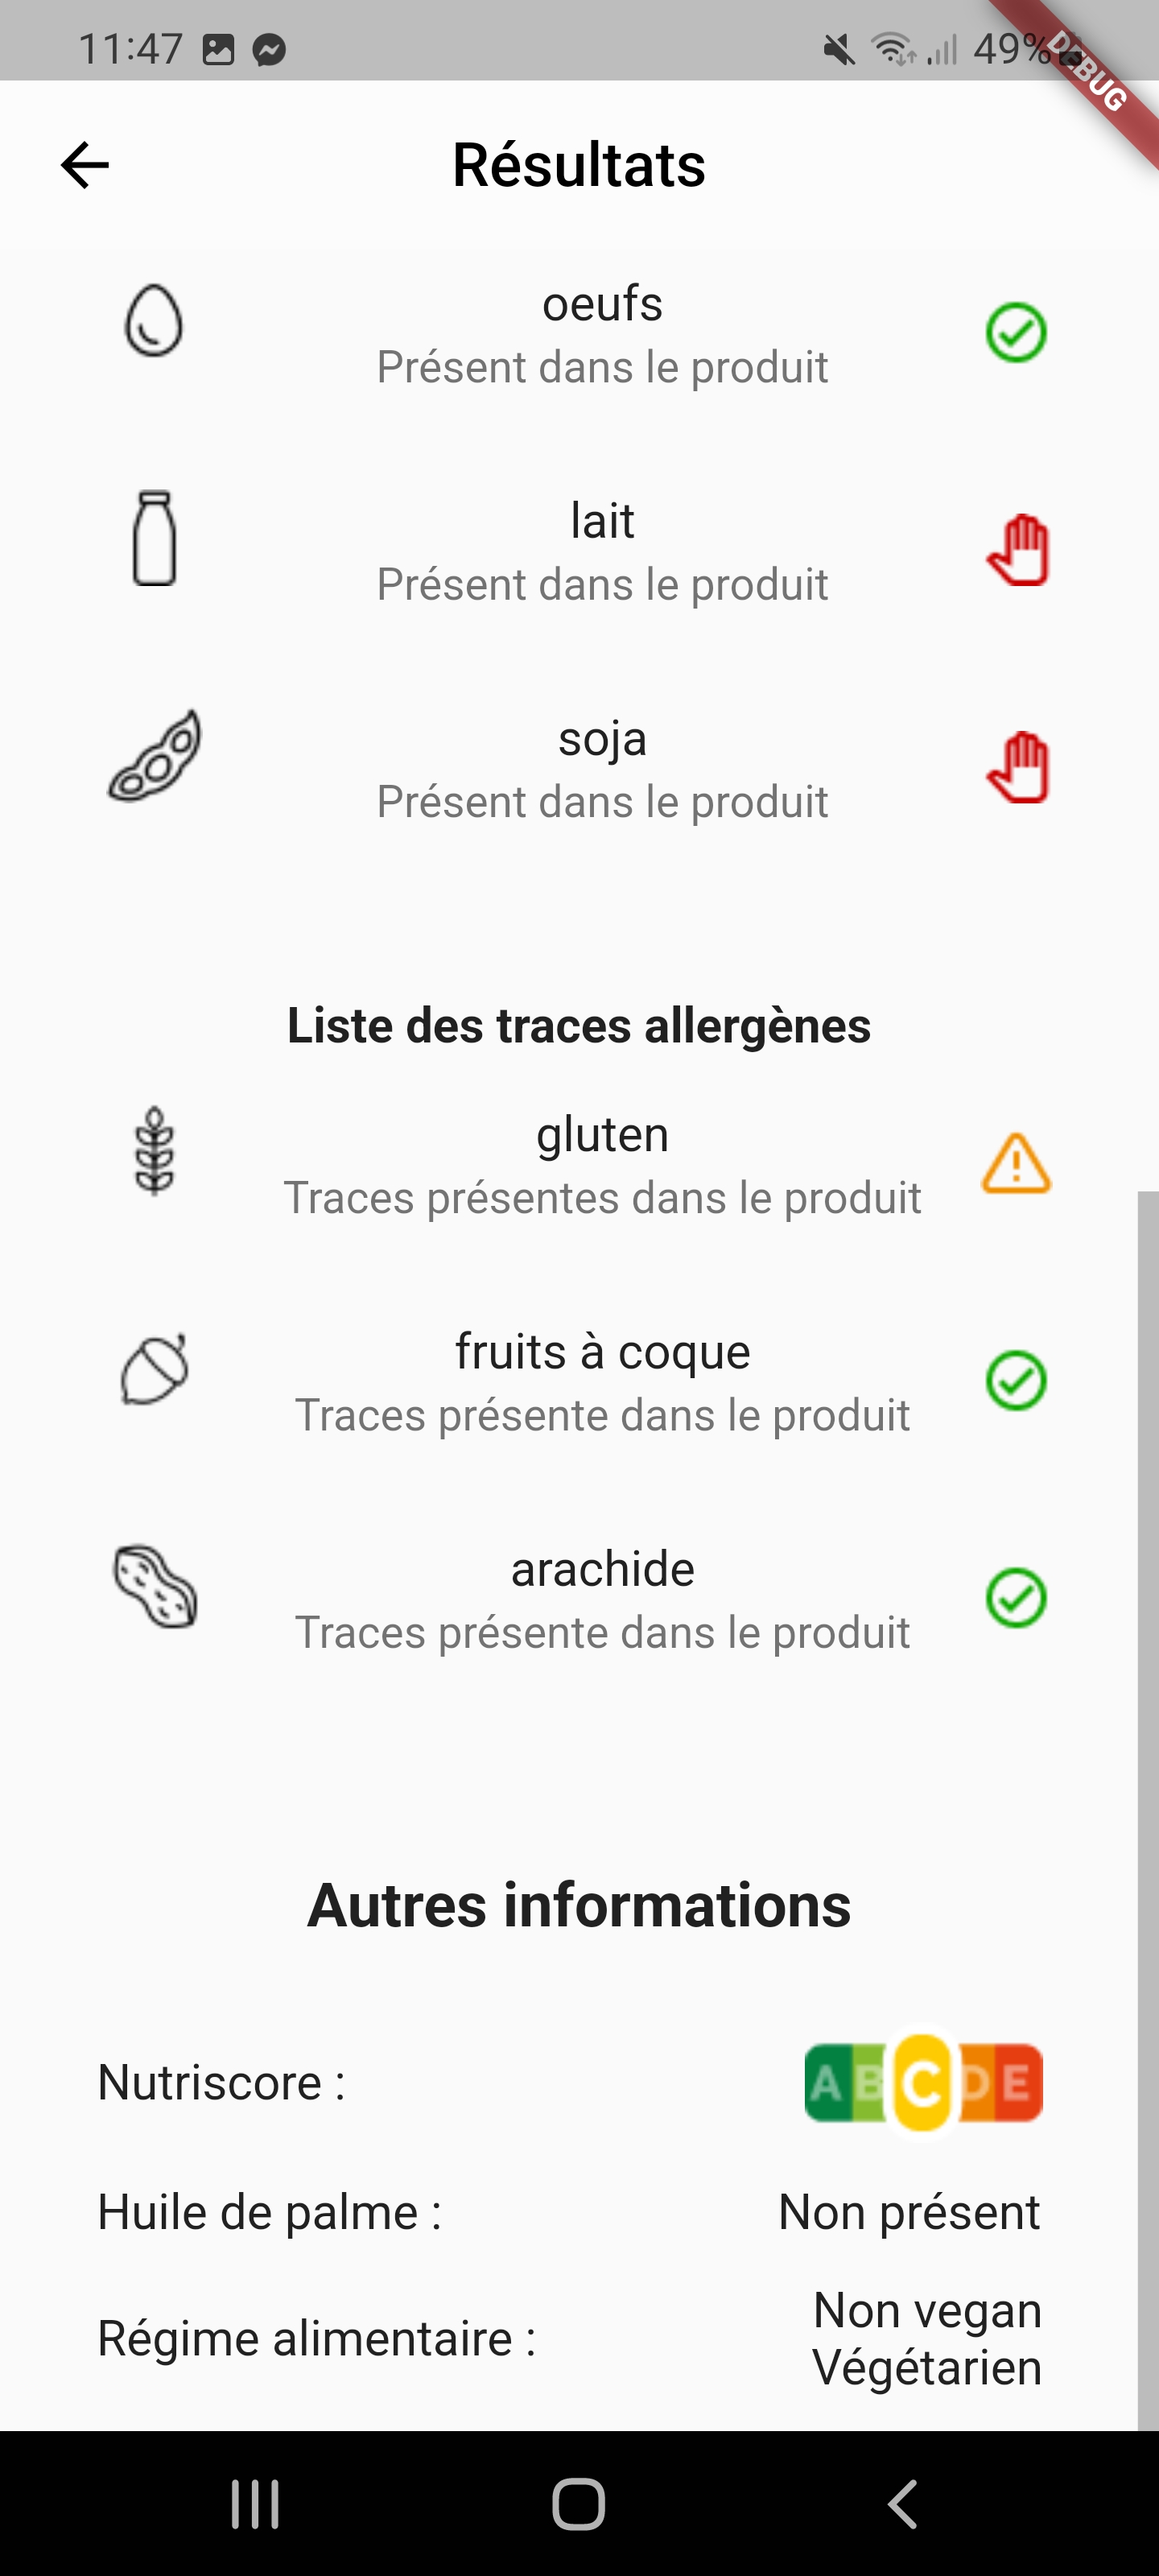 11:47
49%
DEBUG
Résultats
oeufs
Présent dans le produit
lait
Présent dans le produit
soja
Présent dans le produit
Liste des traces allergènes
gluten
Traces présentes dans le produit
fruits à coque
Traces présente dans le produit
arachide
Traces présente dans le produit
Autres informations
Nutriscore :
A B C D E
Huile de palme :
Non présent
Régime alimentaire :
Non vegan
Végétarien